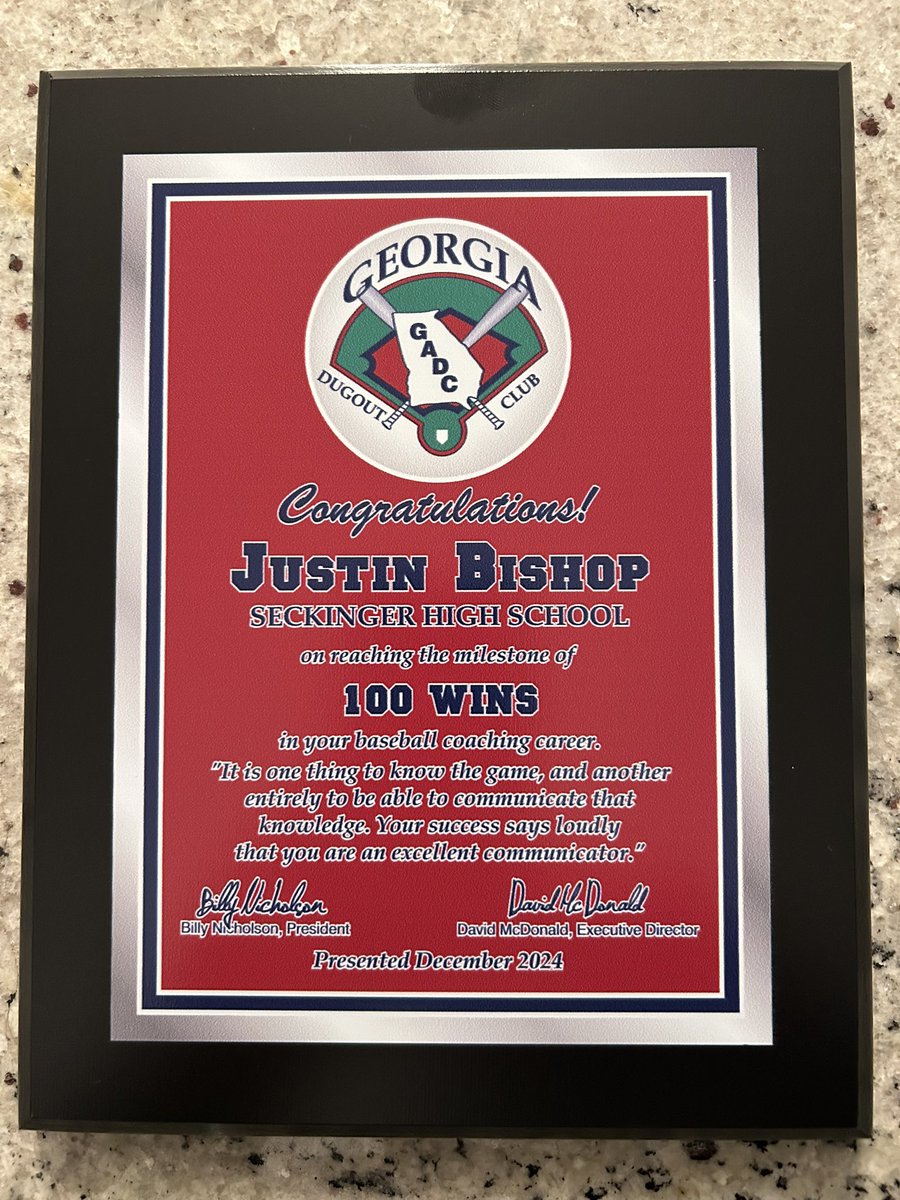 GEORGIA
GADC
DUGOUT CLUB
Congratulations!
JUSTIN BISHOP
SECKINGER HIGH SCHOOL
on reaching the milestone of
100 WINS
in your baseball coaching career.
"It is one thing to know the game, and another
entirely to be able to communicate that
knowledge. Your success says loudly
that you are an excellent communicator."
Billy Nicholson David McDonald
Billy Nicholson, President David McDonald, Executive Director
Presented December 2024